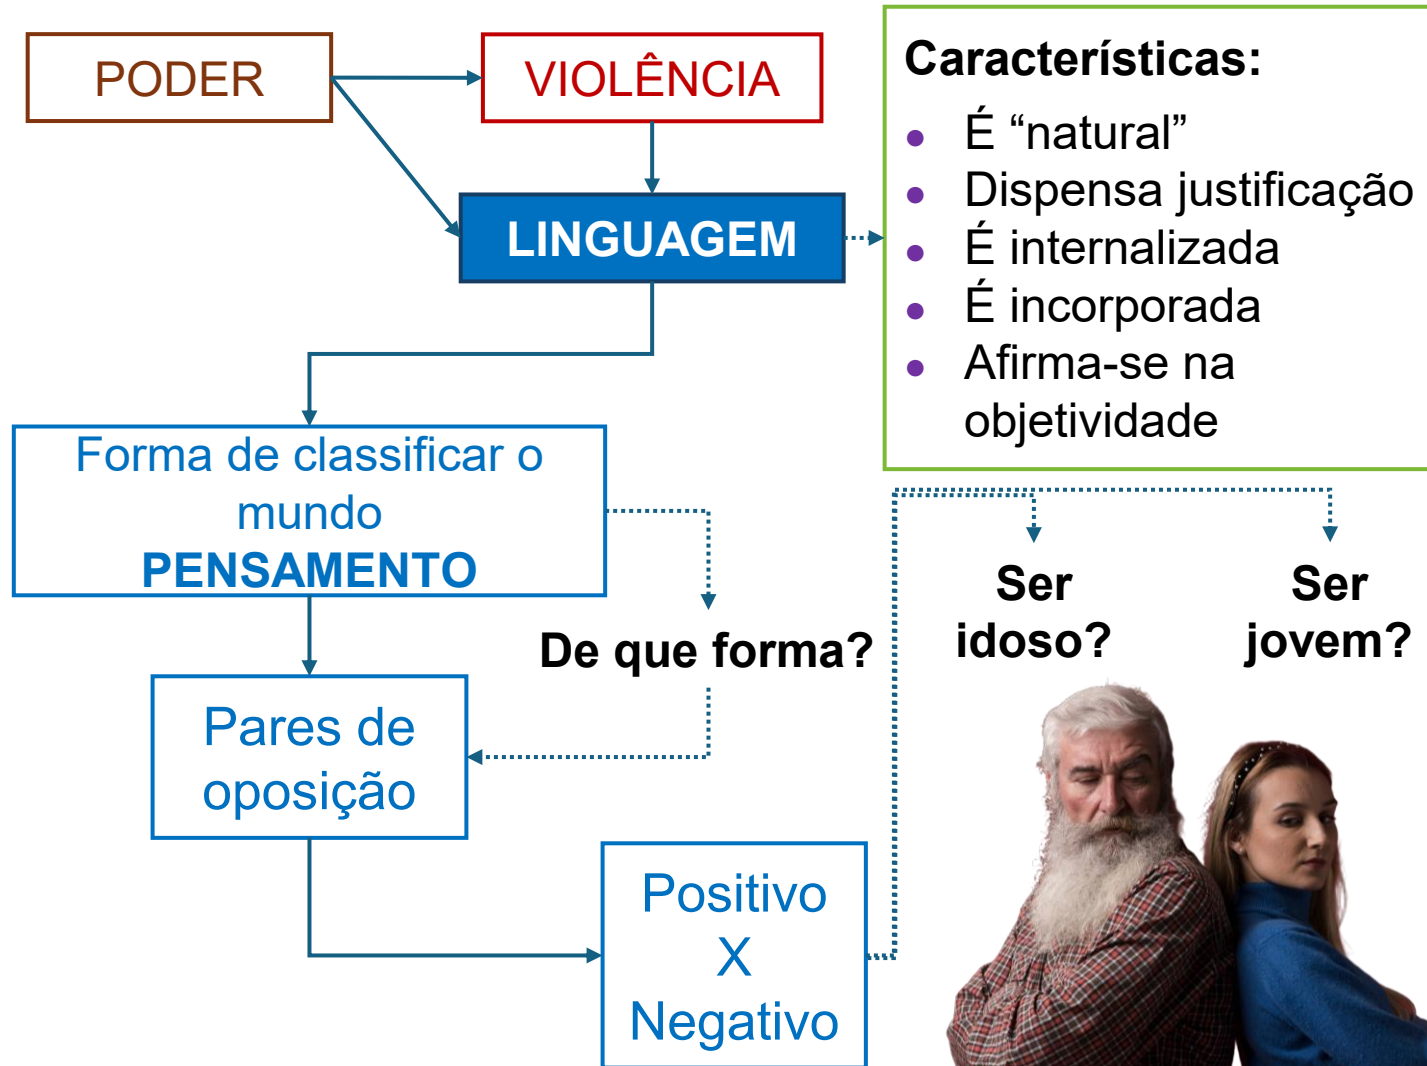 PODER
VIOLÊNCIA
LINGUAGEM
Características:
● É “natural”
● Dispensa justificação
● É internalizada
● É incorporada
● Afirma-se na
objetividade
Forma de classificar o
mundo
PENSAMENTO
De que forma?
Pares de
oposição
Positivo
X
Negativo
Ser
idoso?
Ser
jovem?